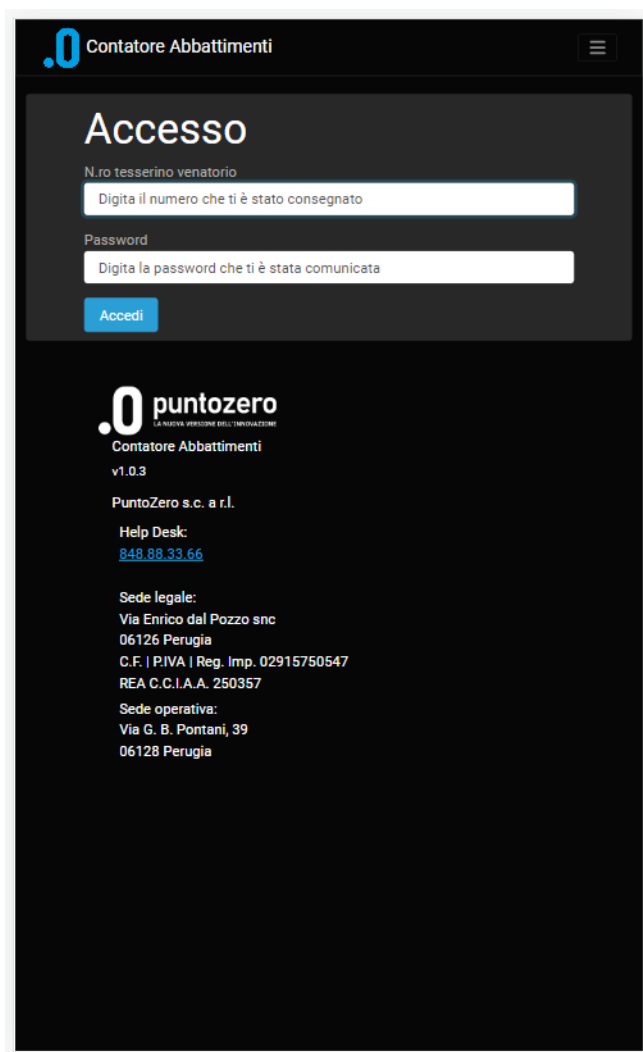 .0 Contatore Abbattimenti
Accesso
N.ro tesserino venatorio
Digita il numero che ti è stato consegnato
Password
Digita la password che ti è stata comunicata
Accedi
.0 puntozero
LA NUOVA VERSIONE DELL'INNOVAZIONE
Contatore Abbattimenti
v1.0.3
PuntoZero s.c. a r.l.
Help Desk:
848.88.33.66
Sede legale:
Via Enrico dal Pozzo snc
06126 Perugia
C.F. | P.IVA | Reg. Imp. 02915750547
REA C.C.I.A.A. 250357
Sede operativa:
Via G. B. Pontani, 39
06128 Perugia